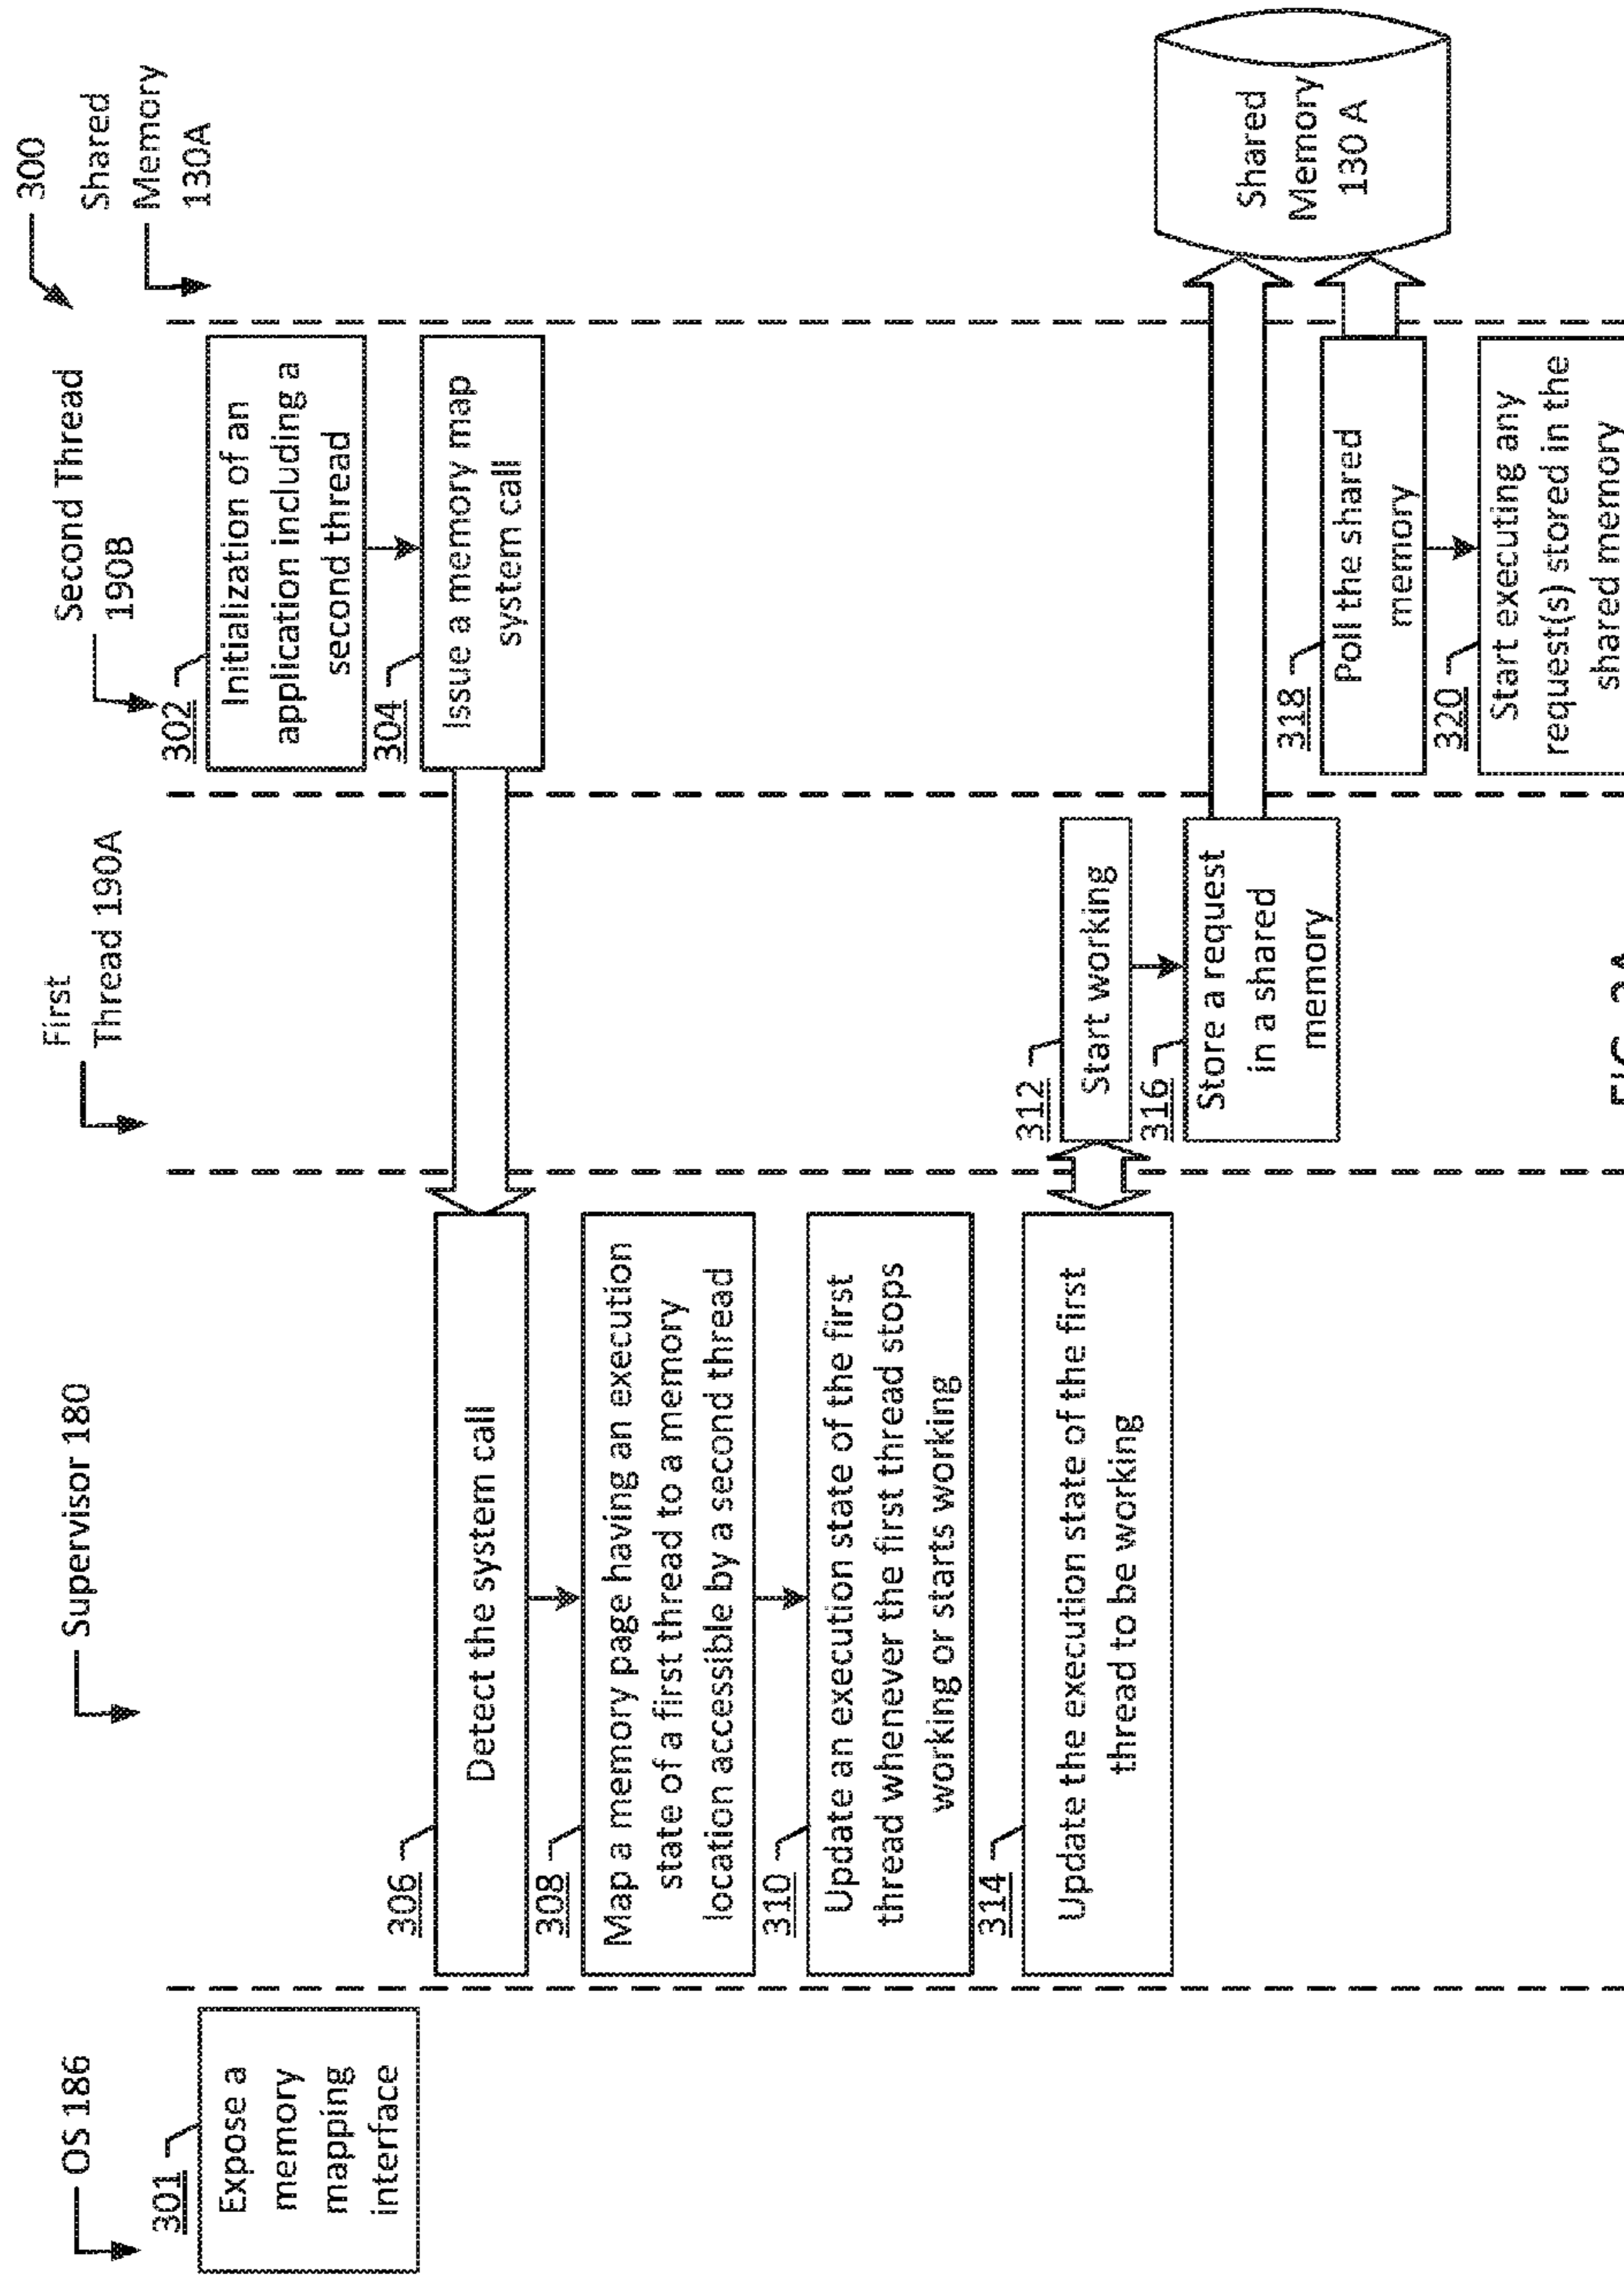 300
OS 186
Supervisor 180
First
Thread 190A
Second Thread
190B
Shared
Memory
130A
301
Expose a
memory
mapping
interface
302
Initialization of an
application including a
second thread
304
Issue a memory map
system call
306
Detect the system call
308
Map a memory page having an execution
state of a first thread to a memory
location accessible by a second thread
310
Update an execution state of the first
thread whenever the first thread stops
working or starts working
312
Start working
314
Update the execution state of the first
thread to be working
316
Store a request
in a shared
memory
Shared
Memory
130 A
318
Poll the shared
memory
320
Start executing any
request(s) stored in the
shared memory